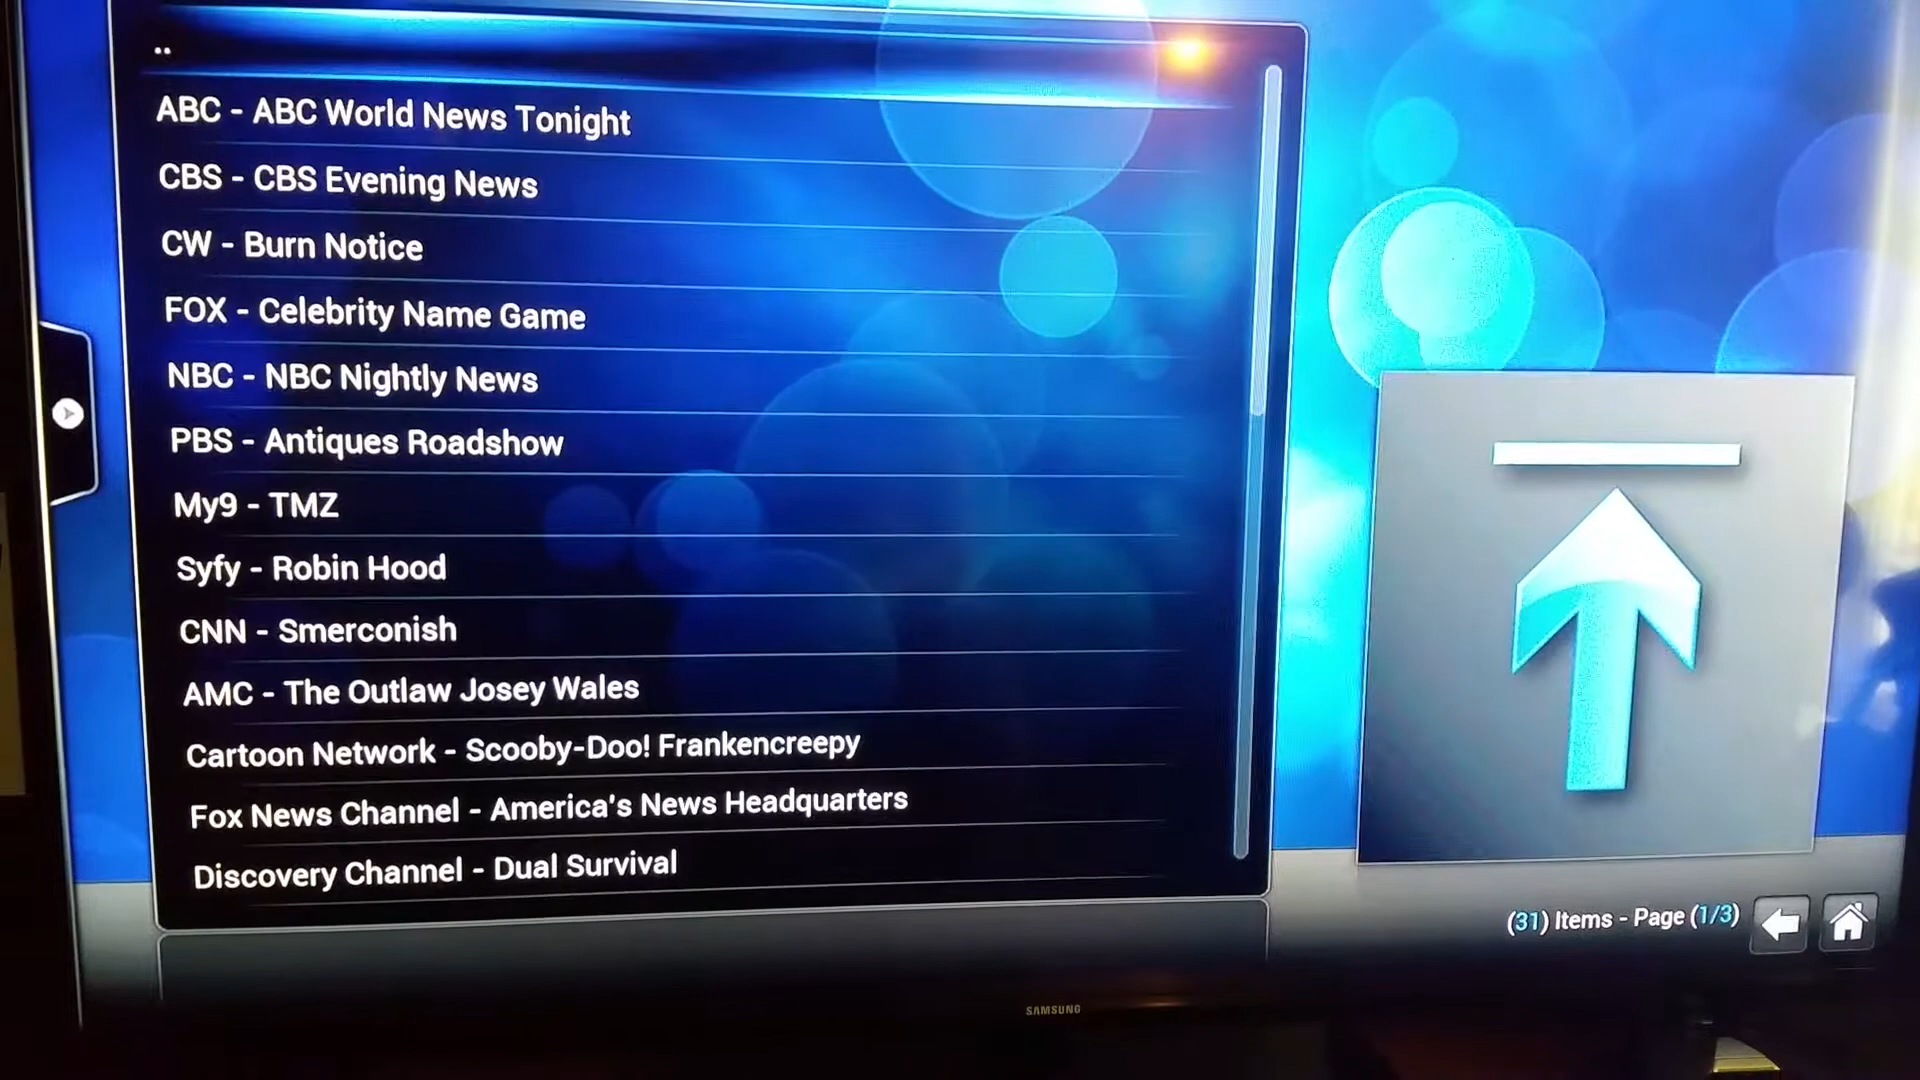 ..
ABC - ABC World News Tonight
CBS - CBS Evening News
CW - Burn Notice
FOX - Celebrity Name Game
NBC - NBC Nightly News
PBS - Antiques Roadshow
My9 - TMZ
Syfy - Robin Hood
CNN - Smerconish
AMC - The Outlaw Josey Wales
Cartoon Network - Scooby-Doo! Frankencreepy
Fox News Channel - America's News Headquarters
Discovery Channel - Dual Survival
(31) Items - Page (1/3)
SAMSUNG